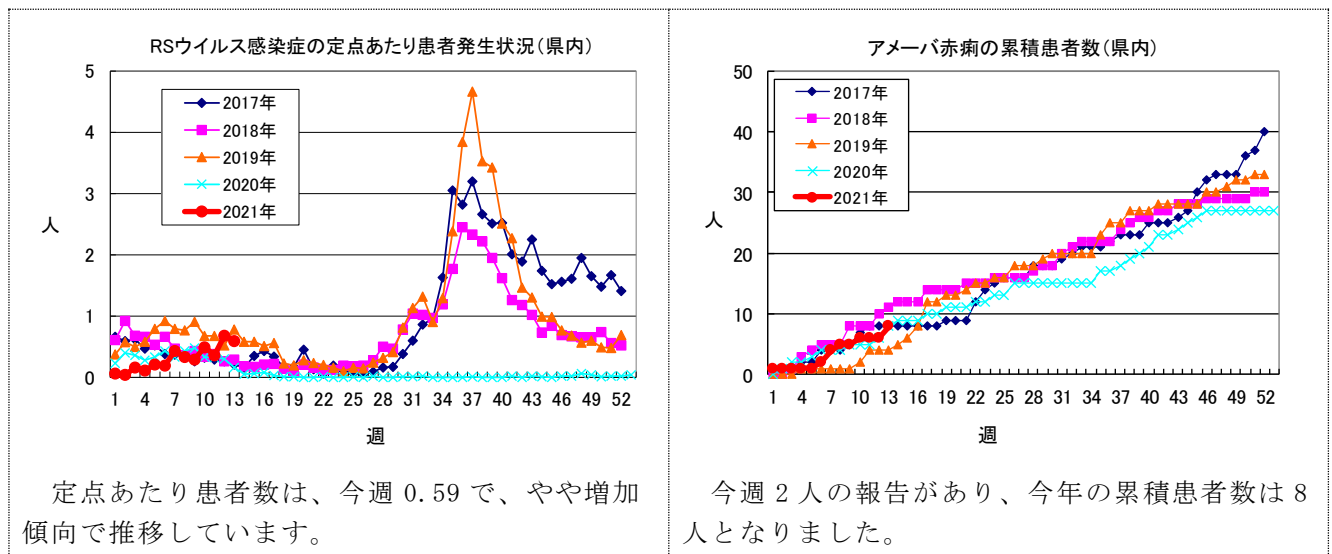 RSウイルス感染症の定点あたり患者発生状況(県内)
5
4
3
2
1
0
人
2017年
2018年
2019年
2020年
2021年
1 4 7 10 13 16 19 22 25 28 31 34 37 40 43 46 49 52
週
定点あたり患者数は、今週 0.59 で、やや増加
傾向で推移しています。
アメーバ赤痢の累積患者数(県内)
50
40
30
20
10
0
人
2017年
2018年
2019年
2020年
2021年
1 4 7 10 13 16 19 22 25 28 31 34 37 40 43 46 49 52
週
今週 2 人の報告があり、今年の累積患者数は 8
人となりました。